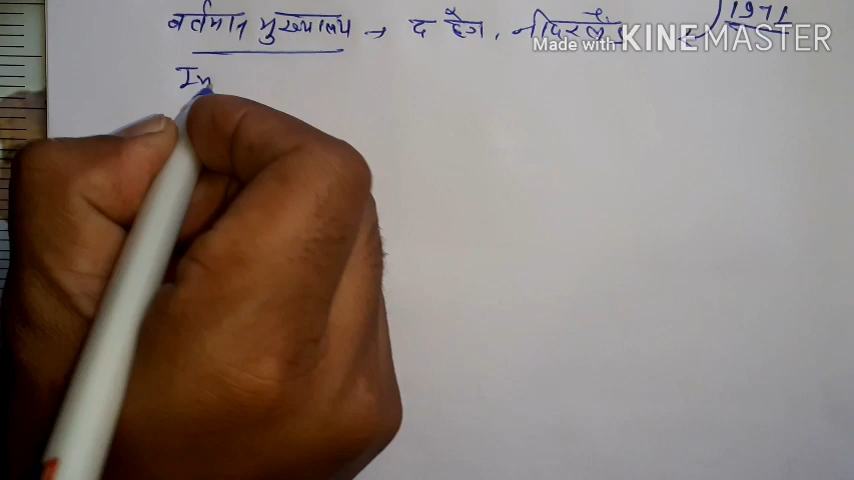 वर्तमान मुख्यालय → द हैग, नीदरलैंड 1971
Made with KINEMASTER
In